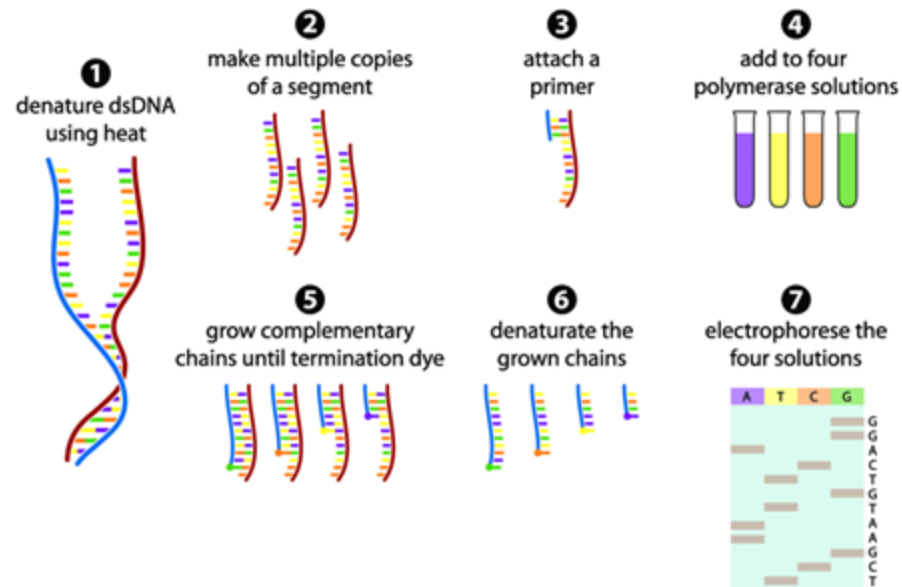 1
denature dsDNA
using heat
2
make multiple copies
of a segment
3
attach a
primer
4
add to four
polymerase solutions
5
grow complementary
chains until termination dye
6
denaturate the
grown chains
7
electrophorese the
four solutions
A T C G
G
G
A
C
T
G
T
A
A
G
C
T